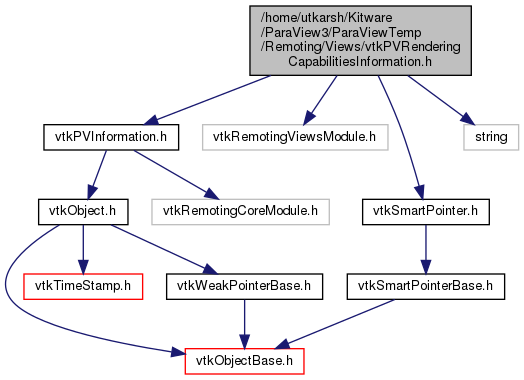 /home/utkarsh/Kitware
/ParaView3/ParaViewTemp
/Remoting/Views/vtkPVRendering
CapabilitiesInformation.h
vtkPVInformation.h
vtkRemotingViewsModule.h
string
vtkObject.h
vtkRemotingCoreModule.h
vtkSmartPointer.h
vtkTimeStamp.h
vtkWeakPointerBase.h
vtkSmartPointerBase.h
vtkObjectBase.h